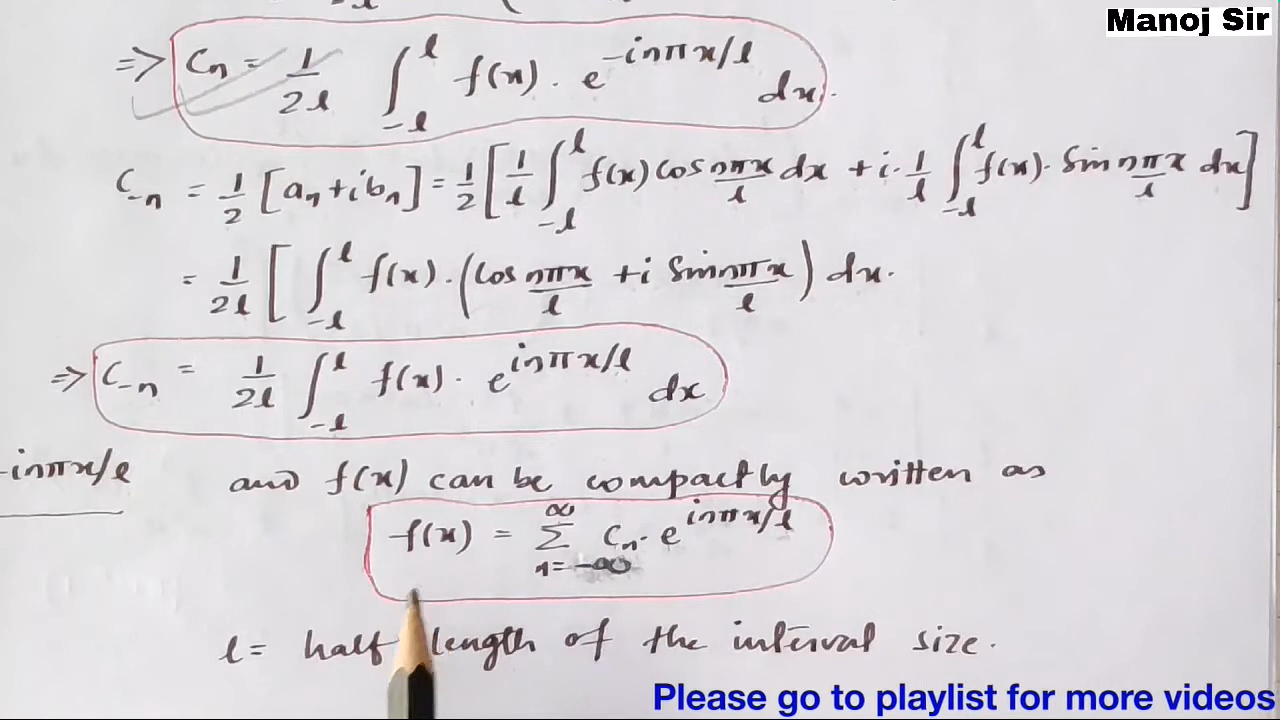 Manoj Sir
⇒ Cn = 1/2l ∫_{-l}^{l} f(x) · e^{-inπx/l} dx.
C_{-n} = 1/2 [an + ibn] = 1/2 [1/l ∫_{-l}^{l} f(x) cos nπx/l dx + i · 1/l ∫_{-l}^{l} f(x) · sin nπx/l dx]
= 1/2l [ ∫_{-l}^{l} f(x) · (cos nπx/l + i sin nπx/l) dx.
⇒ C_{-n} = 1/2l ∫_{-l}^{l} f(x) · e^{inπx/l} dx
-inπx/l and f(x) can be compactly written as
f(x) = ∑_{n=-∞}^{∞} Cn · e^{inπx/l}
l = half length of the interval size.
Please go to playlist for more videos